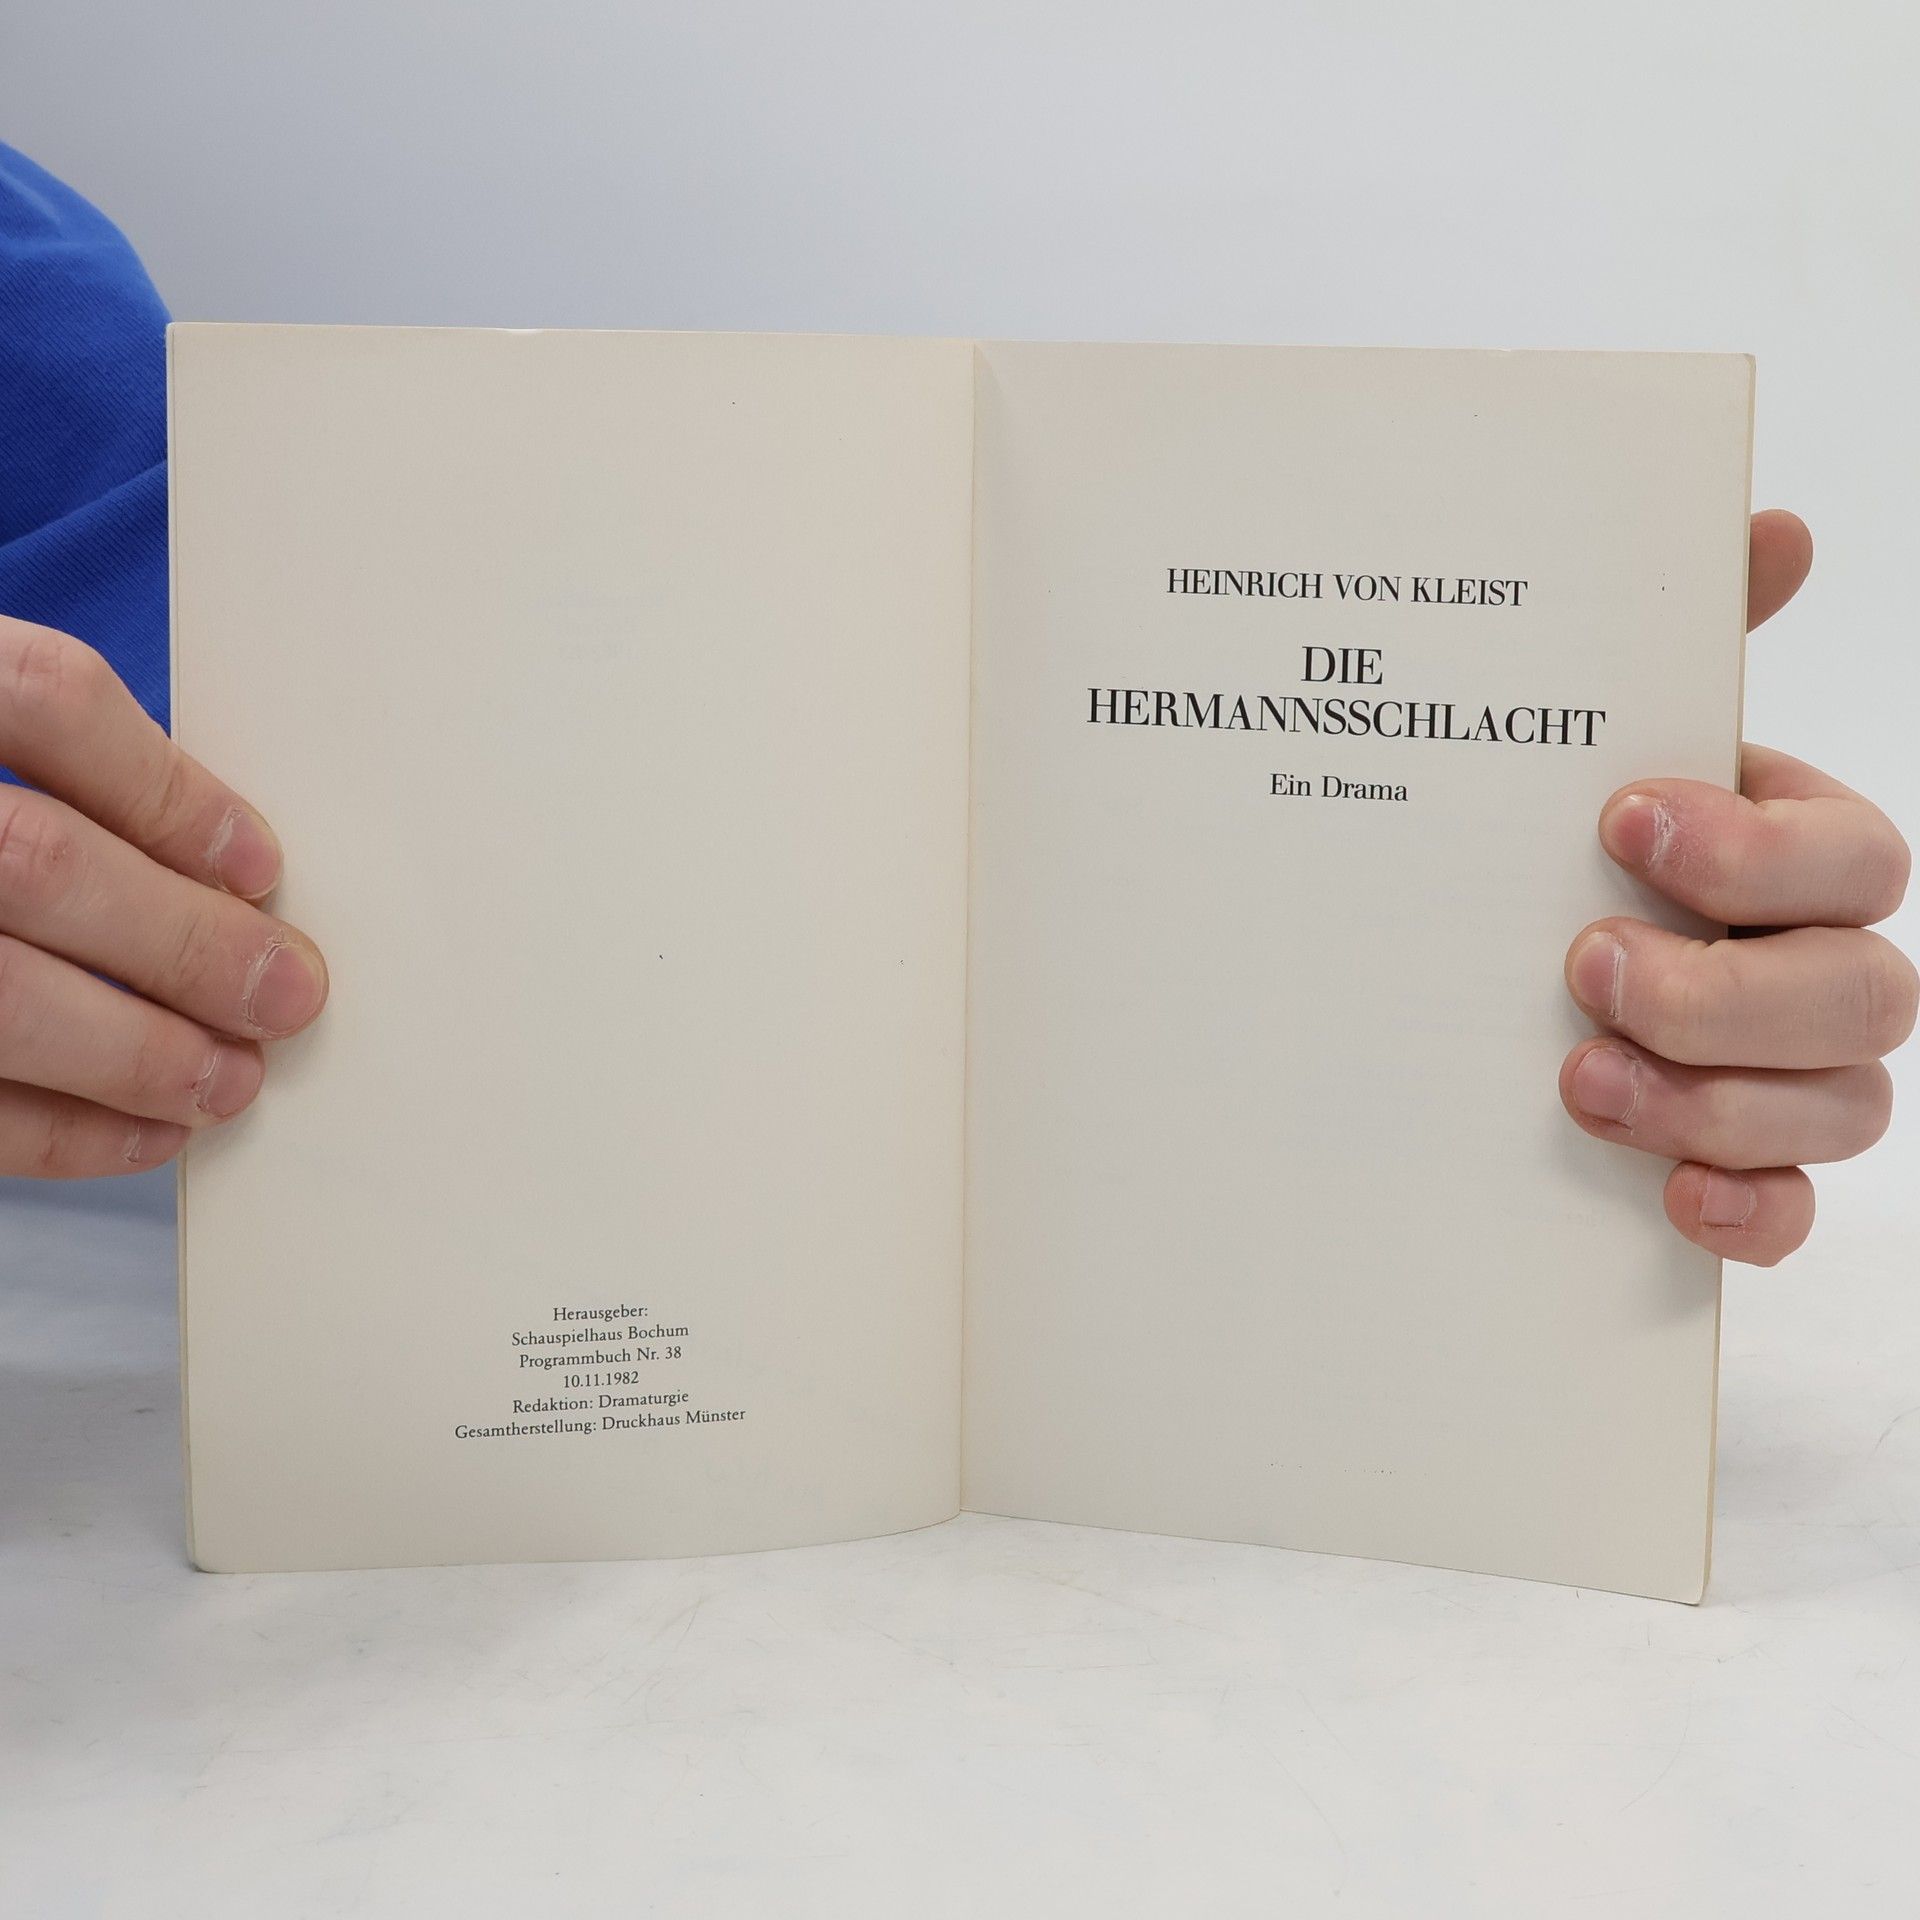 Herausgeber:
Schauspielhaus Bochum
Programmbuch Nr. 38
10.11.1982
Redaktion: Dramaturgie
Gesamtherstellung: Druckhaus Münster
HEINRICH VON KLEIST
DIE
HERMANNSSCHLACHT
Ein Drama